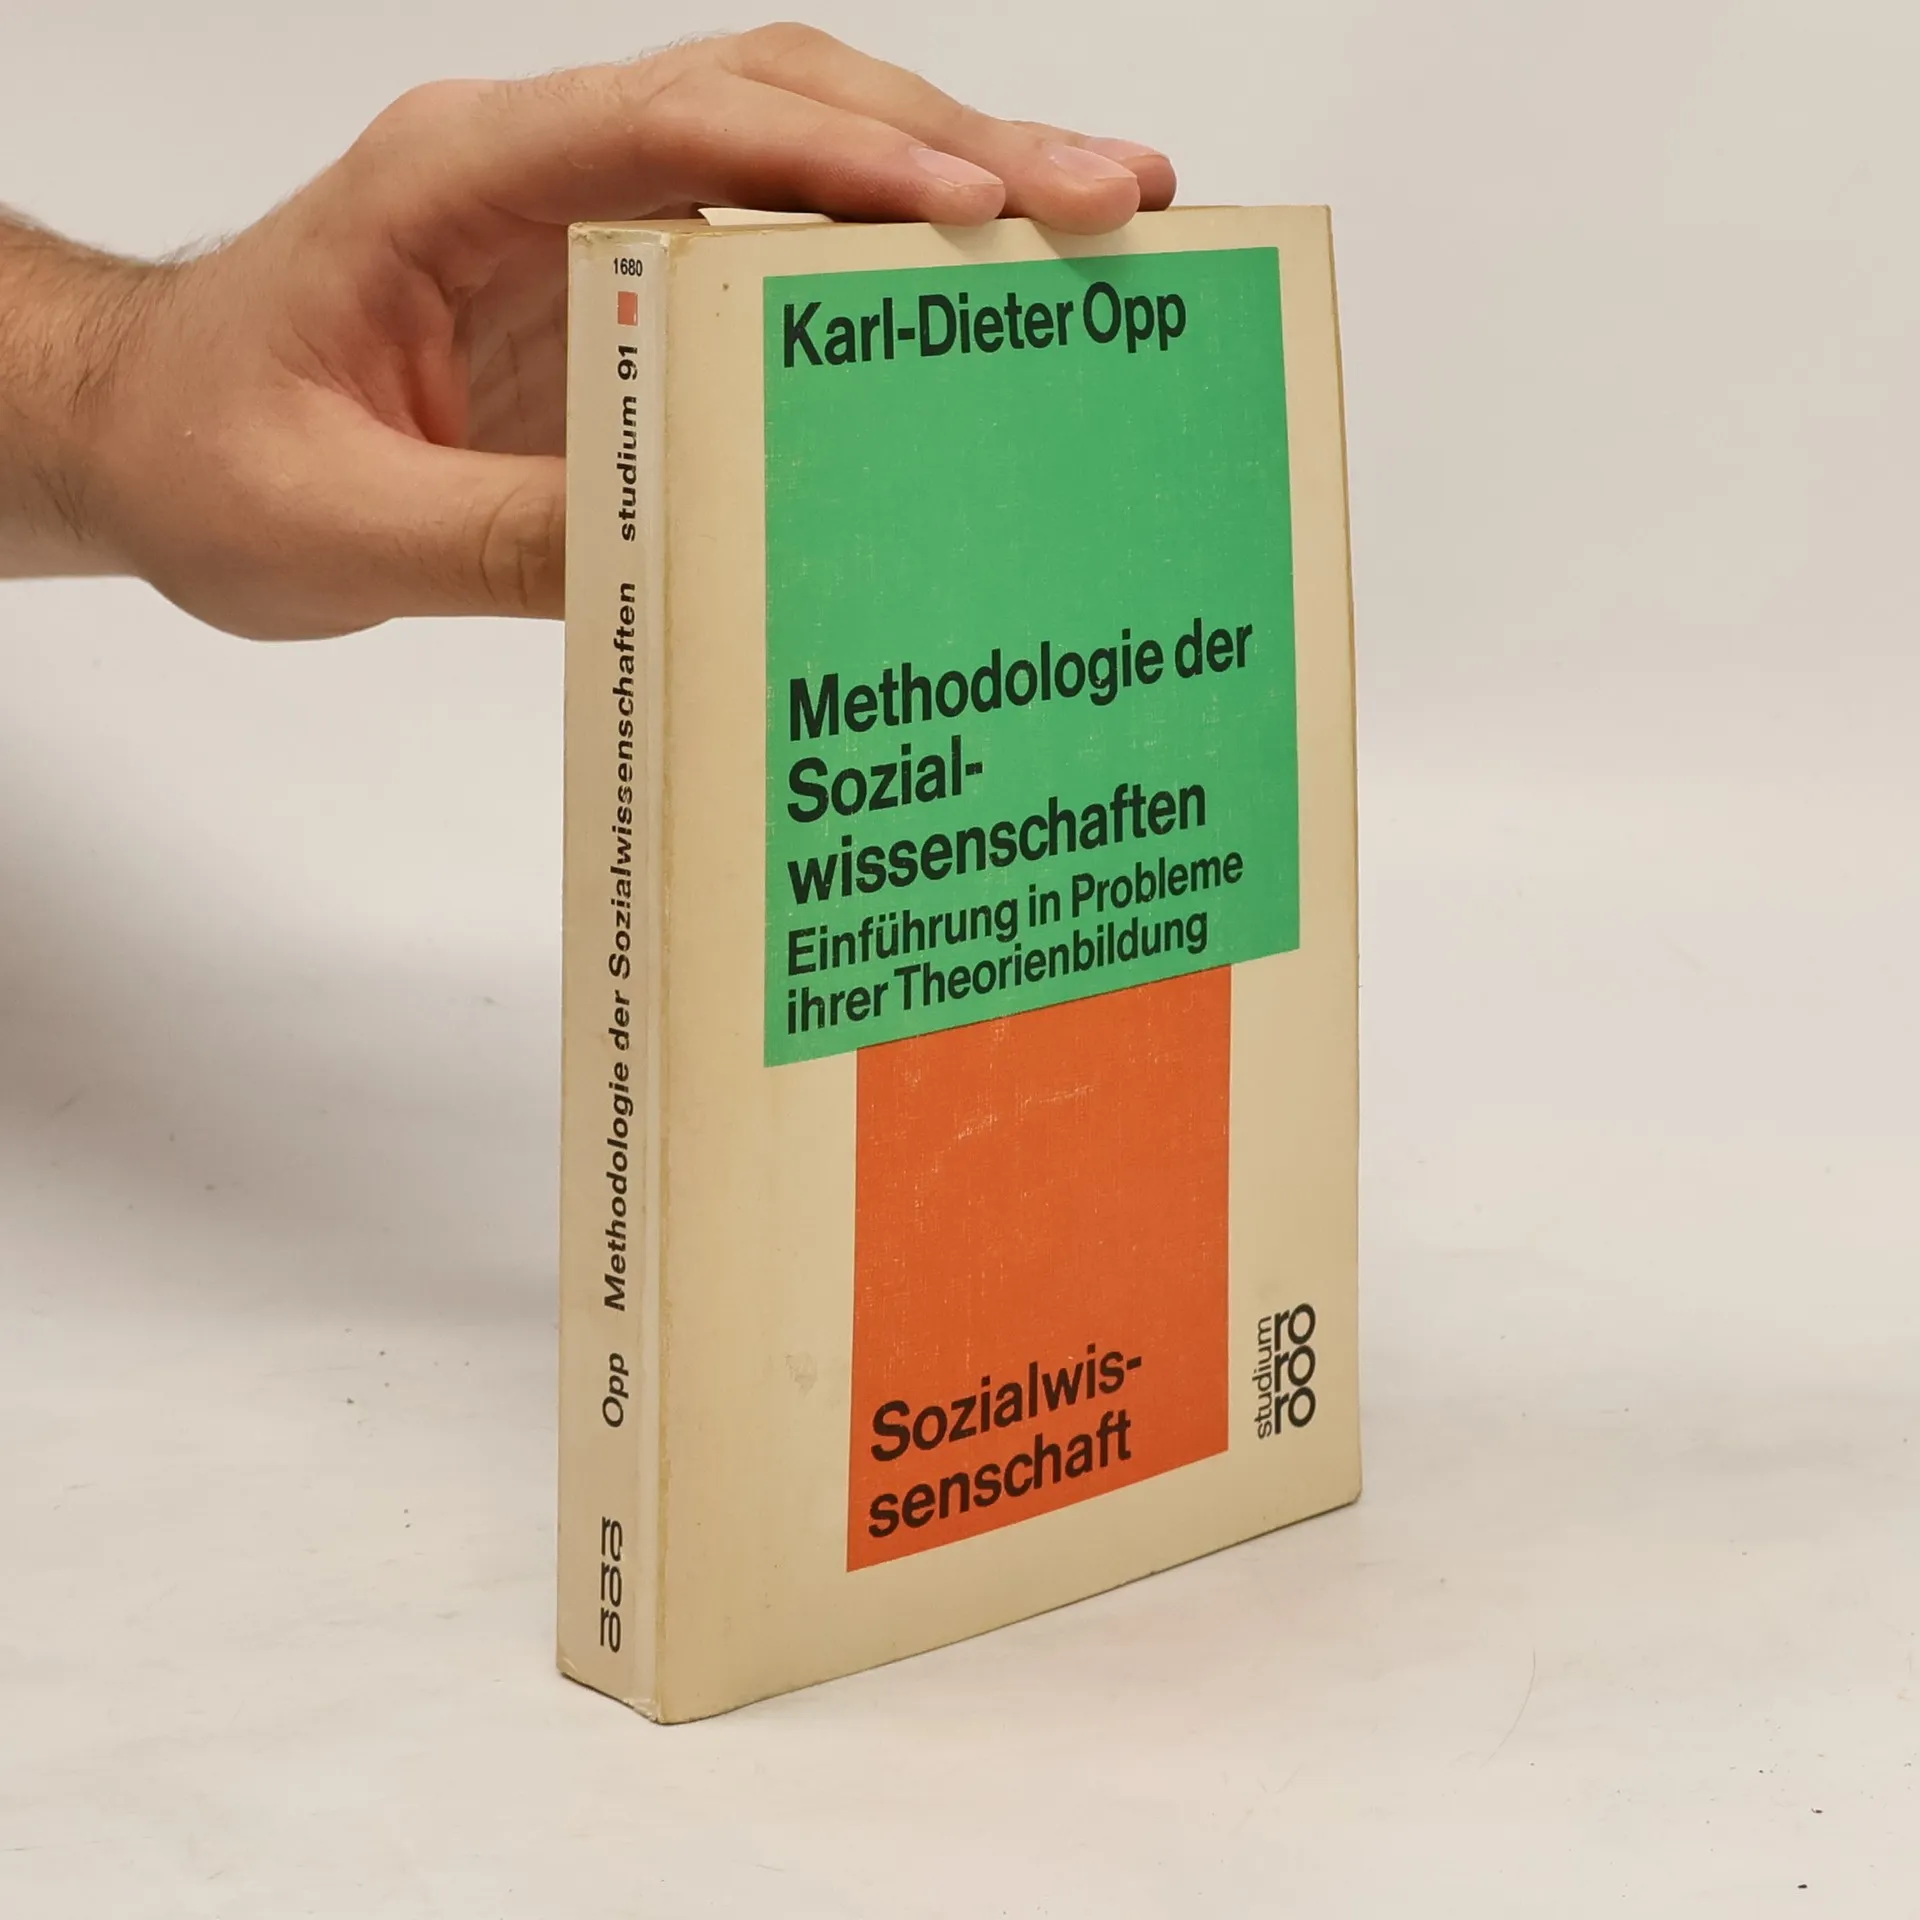 1680
studium 91
Methodologie der Sozialwissenschaften
Opp
ro
ro
ro
Karl-Dieter Opp
Methodologie der
Sozial-
wissenschaften
Einführung in Probleme
ihrer Theorienbildung
Sozialwis-
senschaft
studium
ro
ro
ro